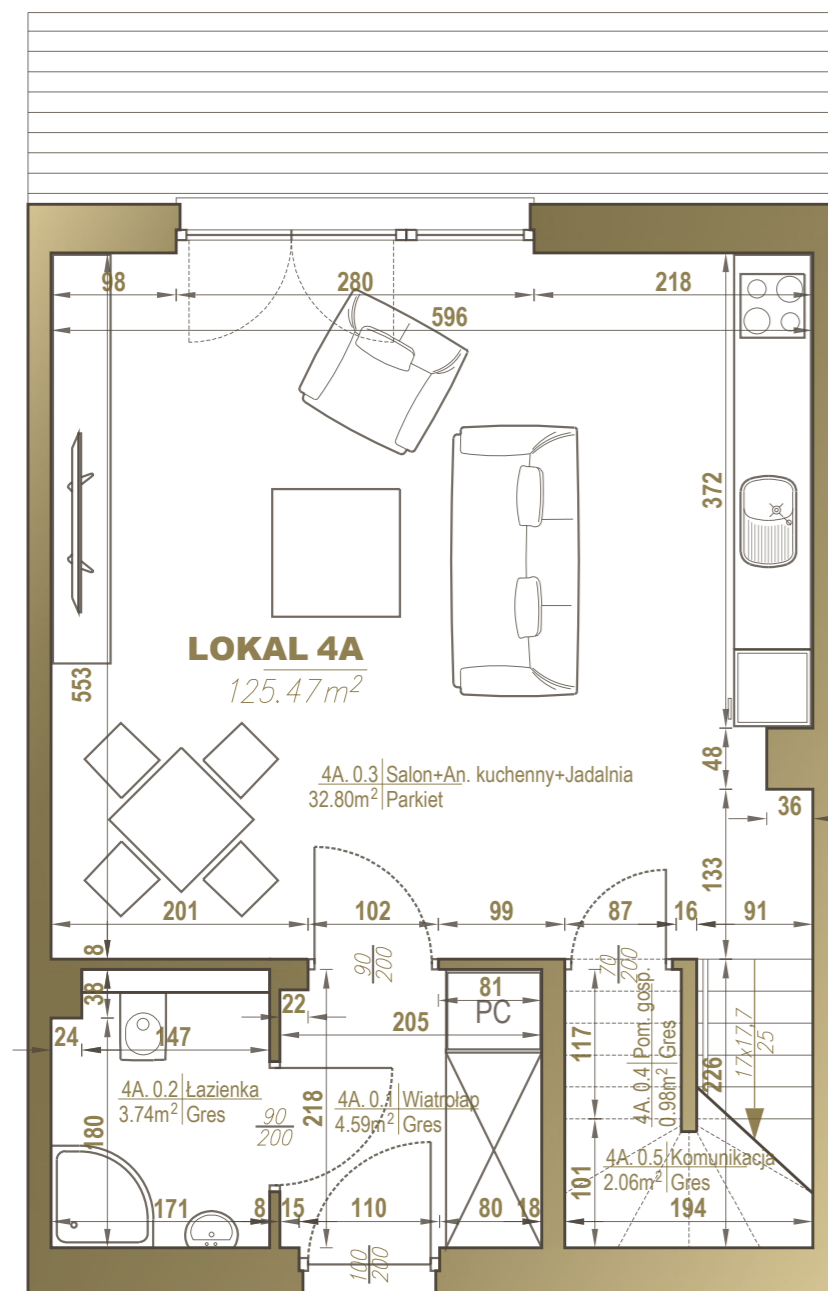 98 280 218
596
372
LOKAL 4A
125.47m²
553
4A. 0.3 Salon+An. kuchenny+Jadalnia
32.80m² Parkiet
48
36
133
201 102 99 87 16 91
8
90
200
70
200
38
22
81
PC
205
24 147
4A. 0.2 Łazienka
3.74m² Gres
90
200
218
4A. 0.1 Wiatrołap
4.59m² Gres
117
4A. 0.4 Pom. gosp.
0.98m² Gres
226
17x17,7
25
180
101
4A. 0.5 Komunikacja
2.06m² Gres
171 8 15 110 80 18 194
100
200